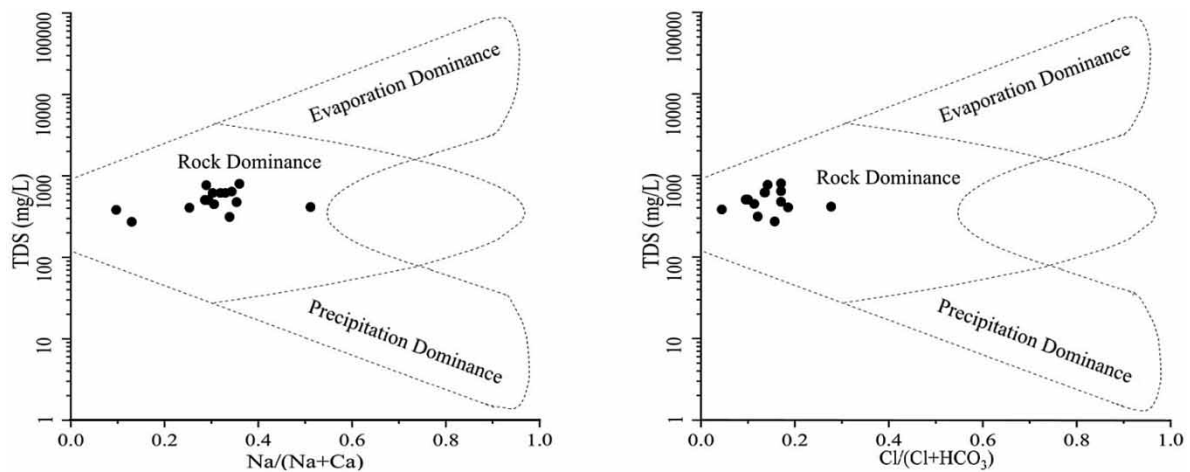 100000
10000
1000
100
10
1
TDS (mg/L)
Evaporation Dominance
Rock Dominance
Precipitation Dominance
0.0 0.2 0.4 0.6 0.8 1.0
Na/(Na+Ca)
100000
10000
1000
100
10
1
TDS (mg/L)
Evaporation Dominance
Rock Dominance
Precipitation Dominance
0.0 0.2 0.4 0.6 0.8 1.0
Cl/(Cl+HCO₃)